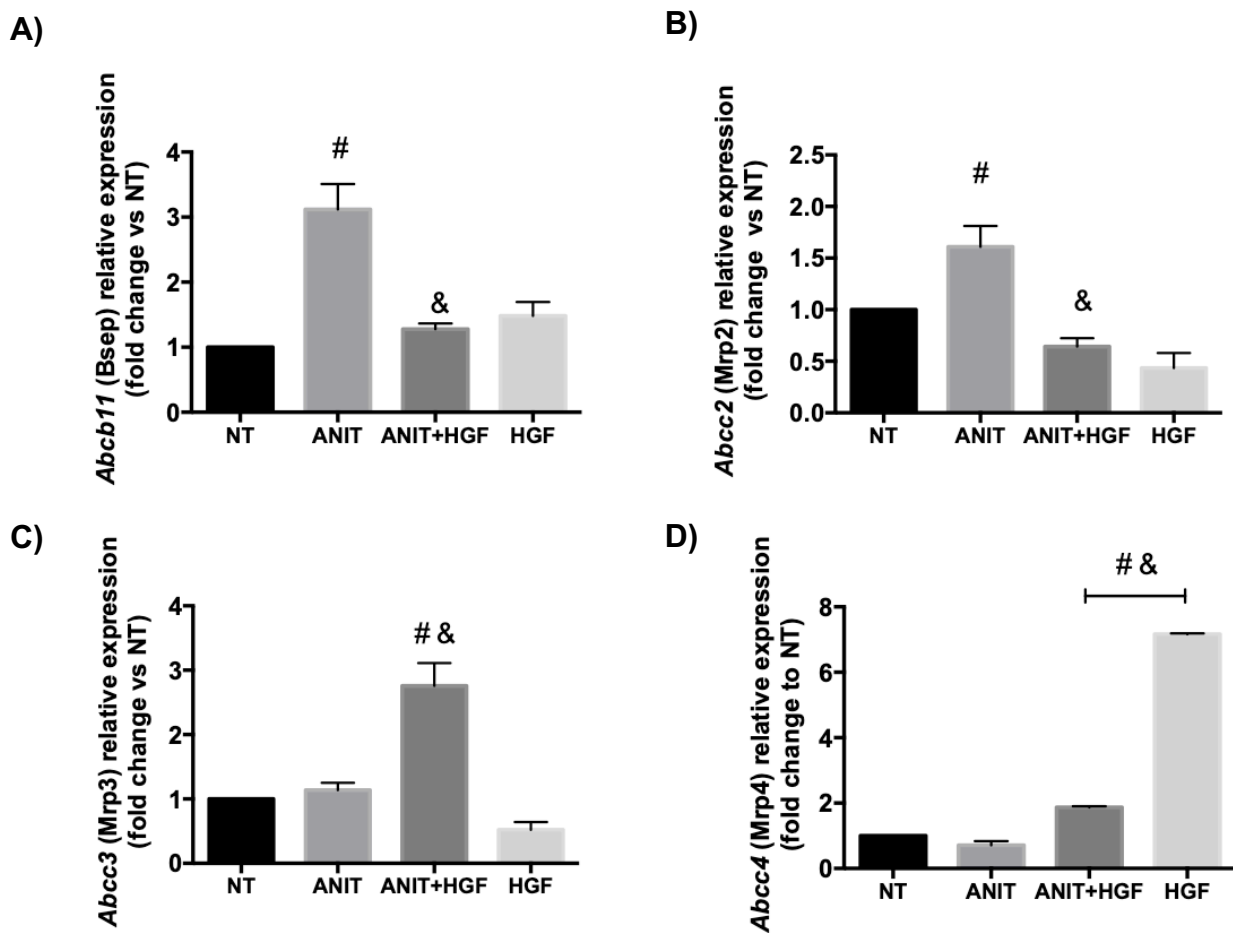 A)
Abcb11 (Bsep) relative expression
(fold change vs NT)
4
3
2
1
0
#
&
NT ANIT ANIT+HGF HGF
B)
Abcc2 (Mrp2) relative expression
(fold change vs NT)
2.5
2.0
1.5
1.0
0.5
0.0
#
&
NT ANIT ANIT+HGF HGF
C)
Abcc3 (Mrp3) relative expression
(fold change vs NT)
4
3
2
1
0
# &
NT ANIT ANIT+HGF HGF
D)
Abcc4 (Mrp4) relative expression
(fold change to NT)
8
6
4
2
0
# &
NT ANIT ANIT+HGF HGF